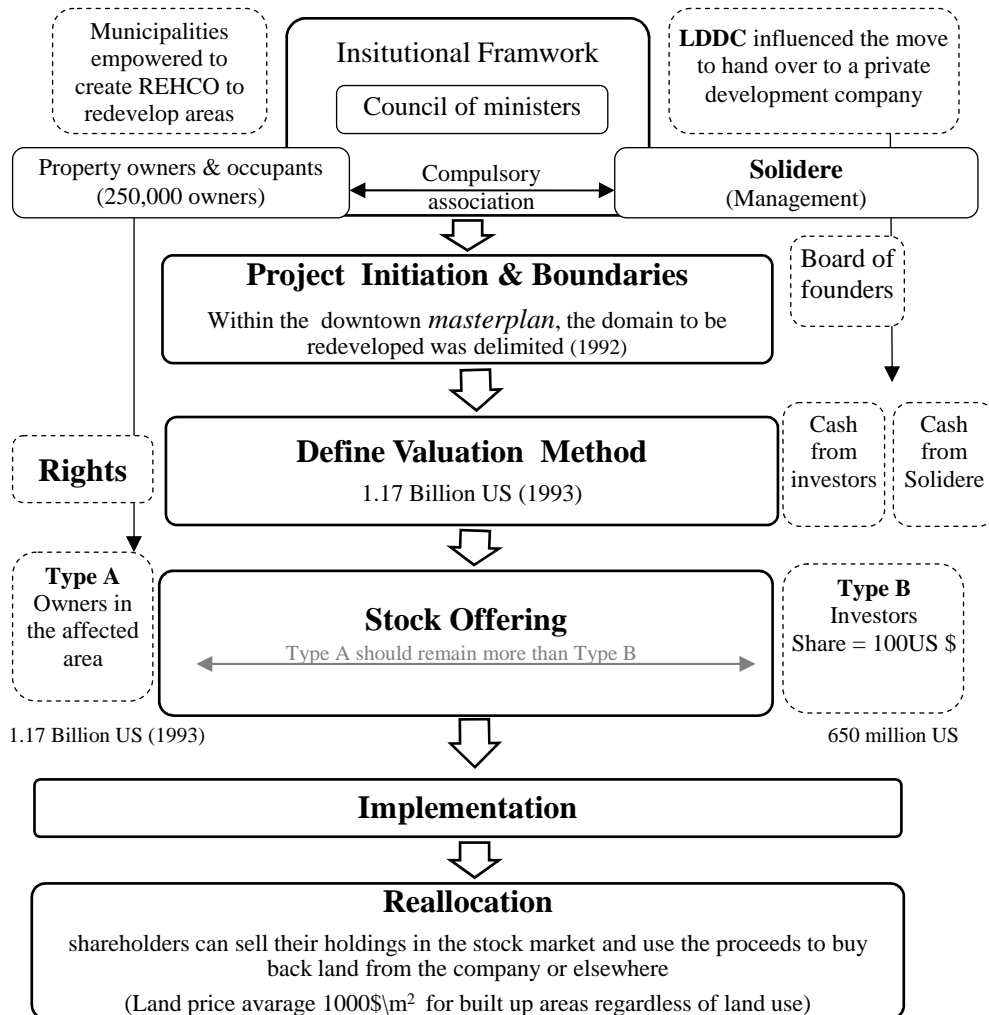 Municipalities
empowered to
create REHCO to
redevelop areas
Insitutional Framwork
Council of ministers
LDDC influenced the move
to hand over to a private
development company
Property owners & occupants
(250,000 owners)
Compulsory
association
Solidere
(Management)
Project Initiation & Boundaries
Within the downtown masterplan, the domain to be
redeveloped was delimited (1992)
Board of
founders
Rights
Define Valuation Method
1.17 Billion US (1993)
Cash
from
investors
Cash
from
Solidere
Type A
Owners in
the affected
area
Stock Offering
Type A should remain more than Type B
Type B
Investors
Share = 100US $
1.17 Billion US (1993)
650 million US
Implementation
Reallocation
shareholders can sell their holdings in the stock market and use the proceeds to buy
back land from the company or elsewhere
(Land price avarage 1000$\m² for built up areas regardless of land use)